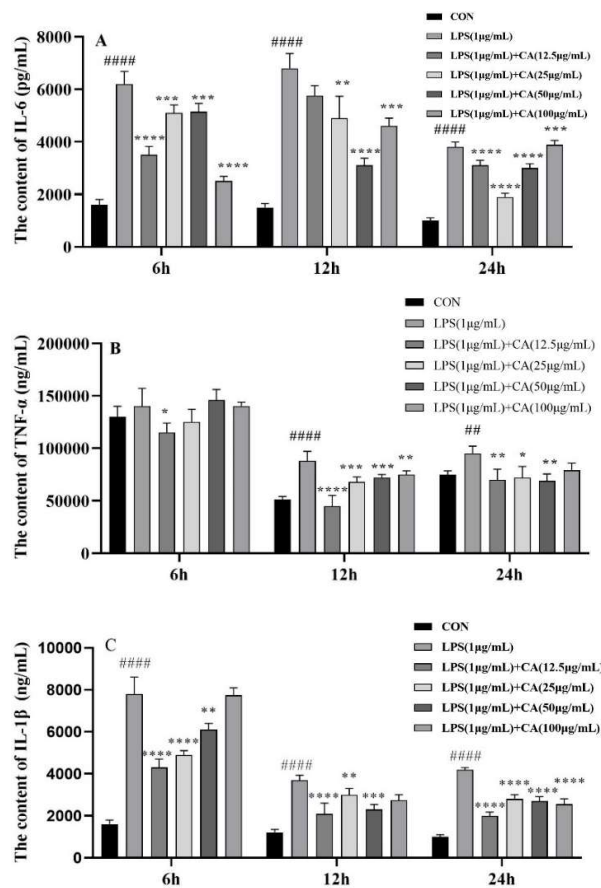 A
The content of IL-6 (pg/mL)
8000
6000
4000
2000
0
CON
LPS(1μg/mL)
LPS(1μg/mL)+CA(12.5μg/mL)
LPS(1μg/mL)+CA(25μg/mL)
LPS(1μg/mL)+CA(50μg/mL)
LPS(1μg/mL)+CA(100μg/mL)
#### **** *** *** ****
#### ** **** ***
#### **** **** **** ***
6h 12h 24h
B
The content of TNF-α (ng/mL)
200000
150000
100000
50000
0
CON
LPS(1μg/mL)
LPS(1μg/mL)+CA(12.5μg/mL)
LPS(1μg/mL)+CA(25μg/mL)
LPS(1μg/mL)+CA(50μg/mL)
LPS(1μg/mL)+CA(100μg/mL)
*
#### **** *** *** **
## ** * **
6h 12h 24h
C
The content of IL-1β (ng/mL)
10000
8000
6000
4000
2000
0
CON
LPS(1μg/mL)
LPS(1μg/mL)+CA(12.5μg/mL)
LPS(1μg/mL)+CA(25μg/mL)
LPS(1μg/mL)+CA(50μg/mL)
LPS(1μg/mL)+CA(100μg/mL)
#### **** **** **
#### **** ** ***
#### **** **** **** ****
6h 12h 24h